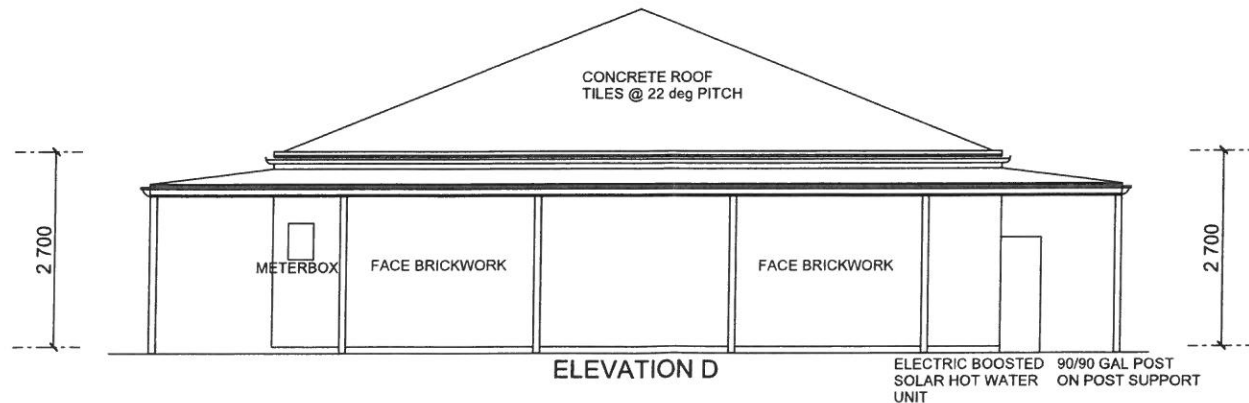 CONCRETE ROOF
TILES @ 22 deg PITCH
2 700
METERBOX
FACE BRICKWORK
FACE BRICKWORK
2 700
ELEVATION D
ELECTRIC BOOSTED
SOLAR HOT WATER
UNIT
90/90 GAL POST
ON POST SUPPORT